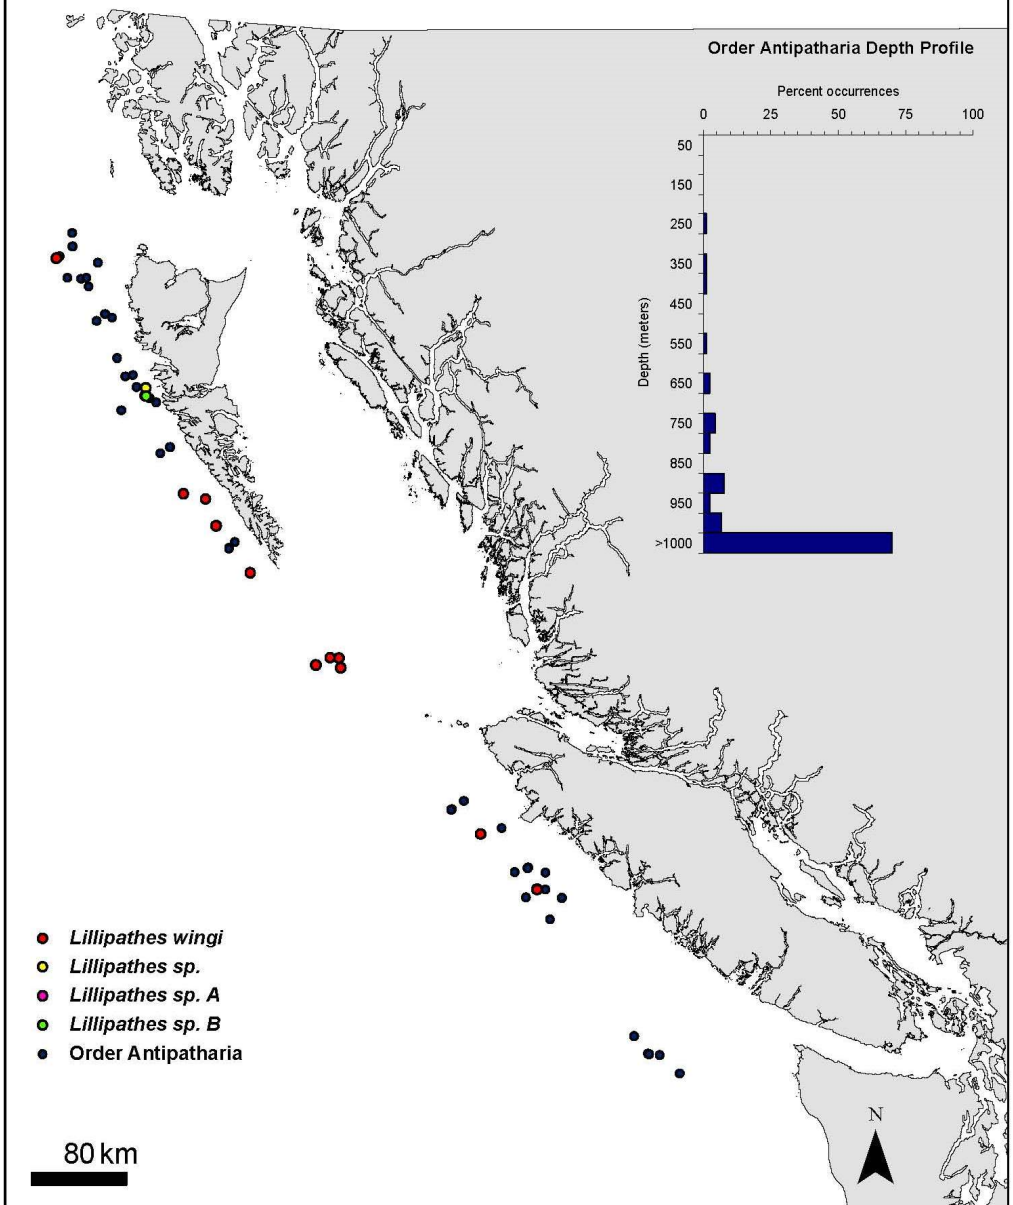 Order Antipatharia Depth Profile
Percent occurrences
0 25 50 75 100
Depth (meters)
50
150
250
350
450
550
650
750
850
950
>1000
Lillipathes wingi
Lillipathes sp.
Lillipathes sp. A
Lillipathes sp. B
Order Antipatharia
80 km
N